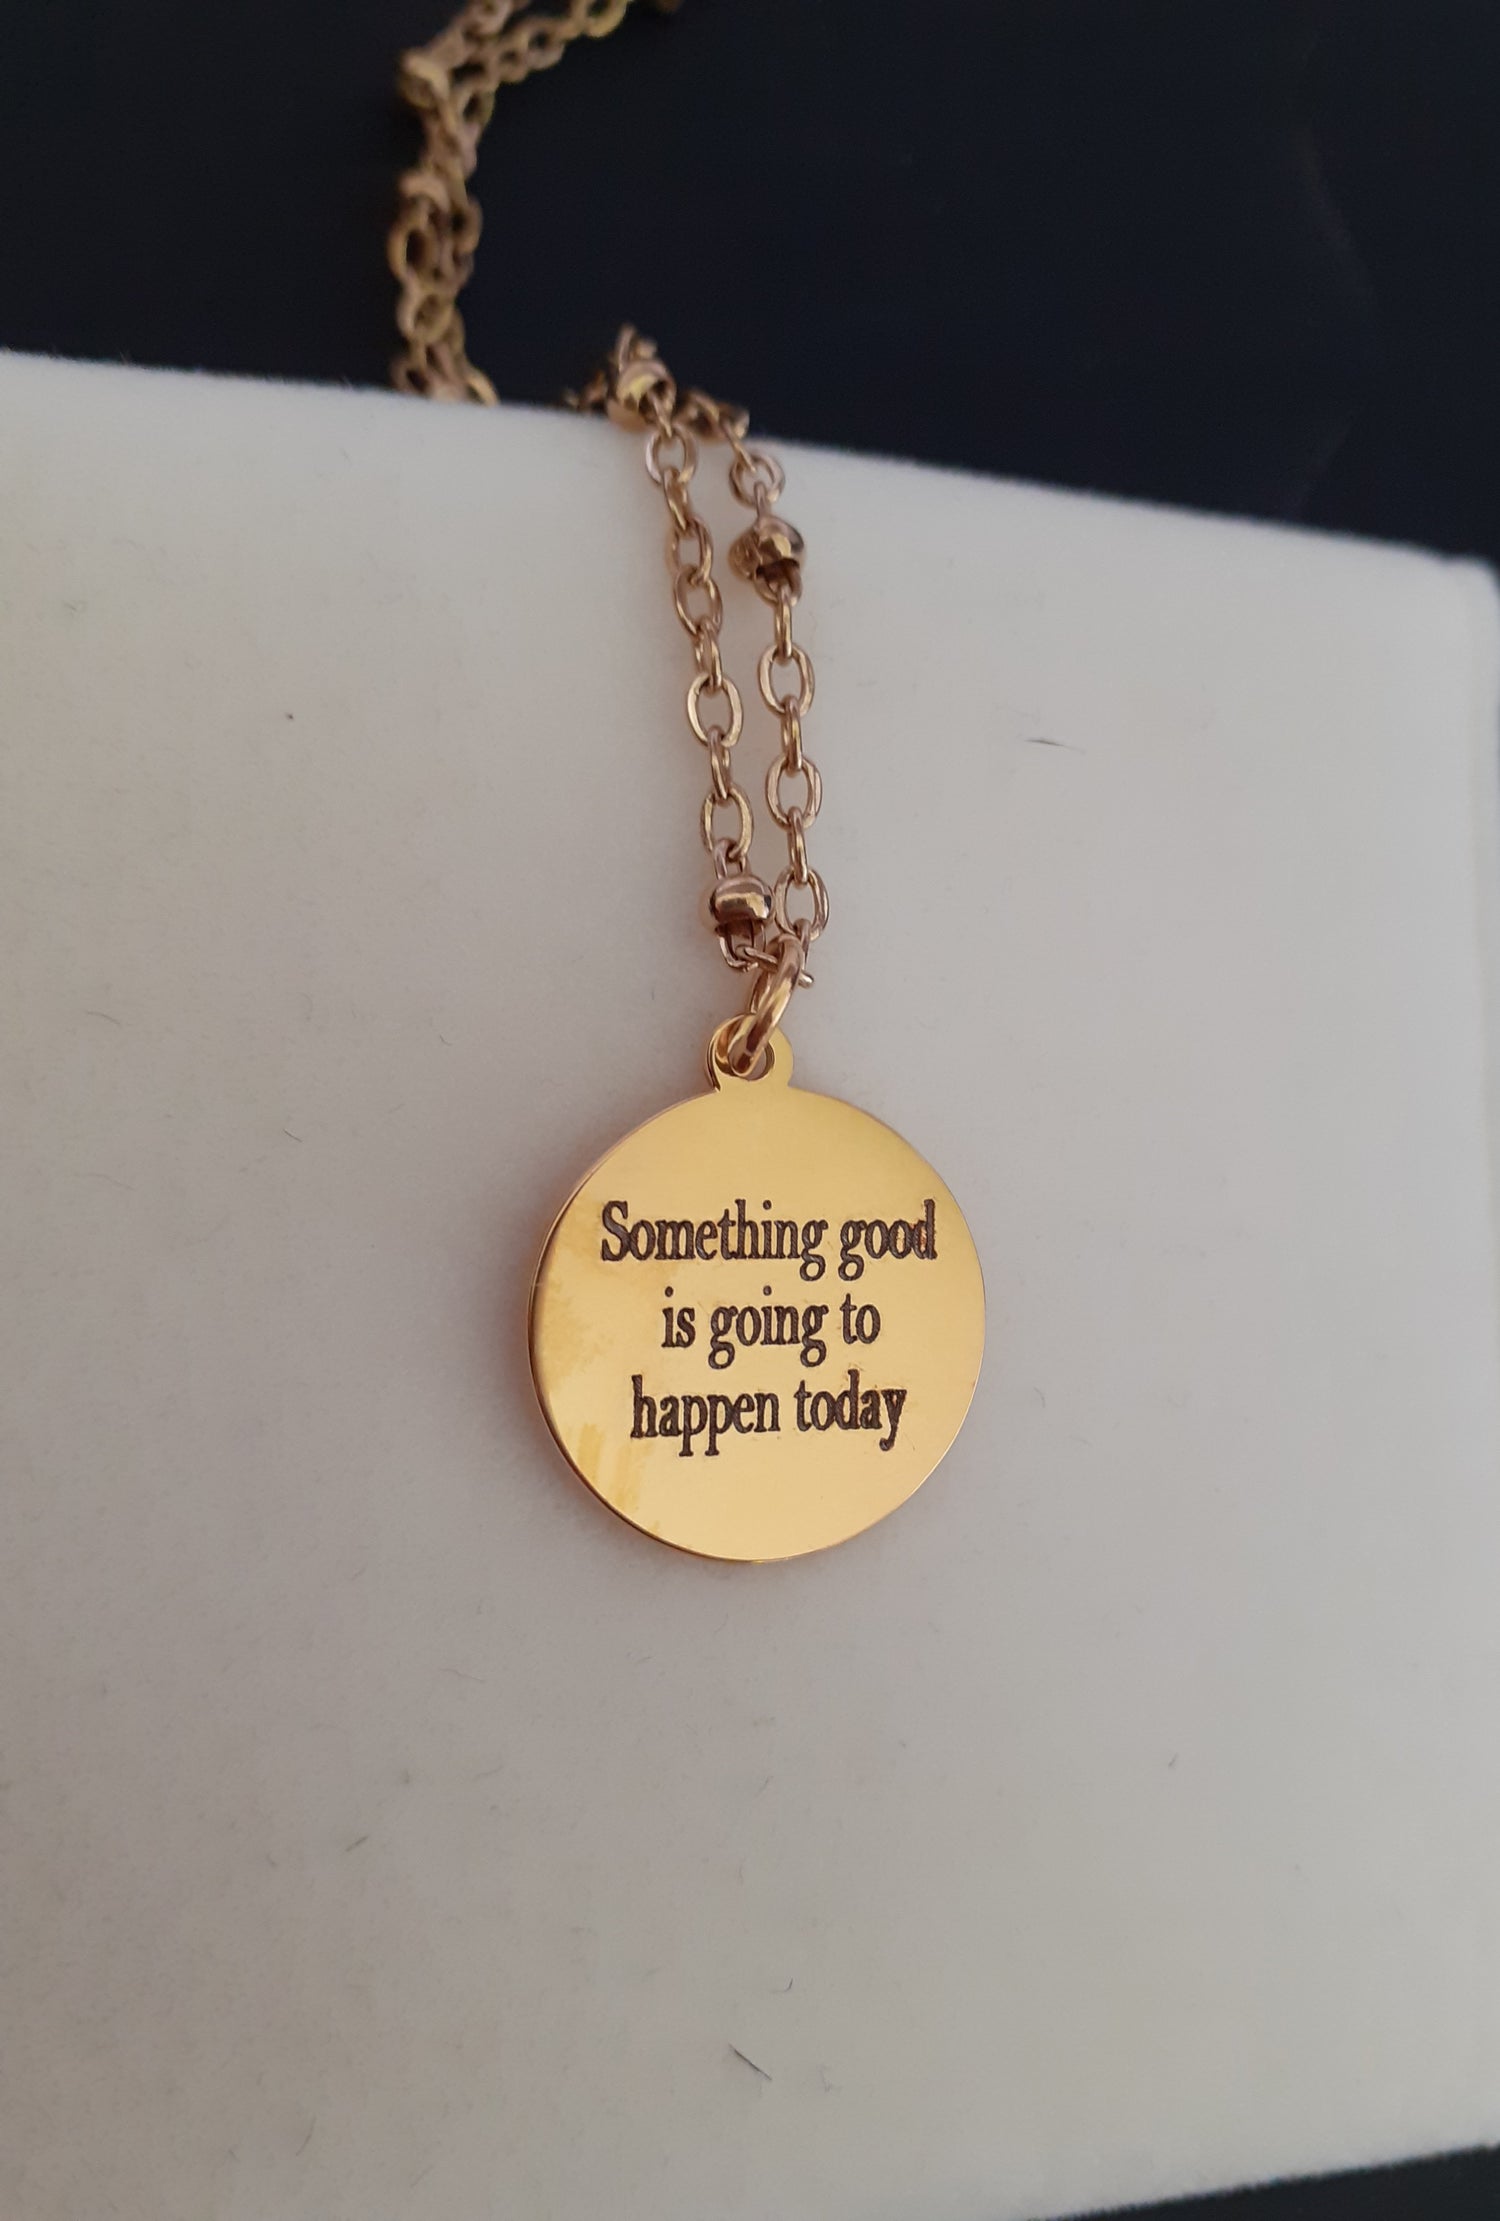 Something good
is going to
happen today